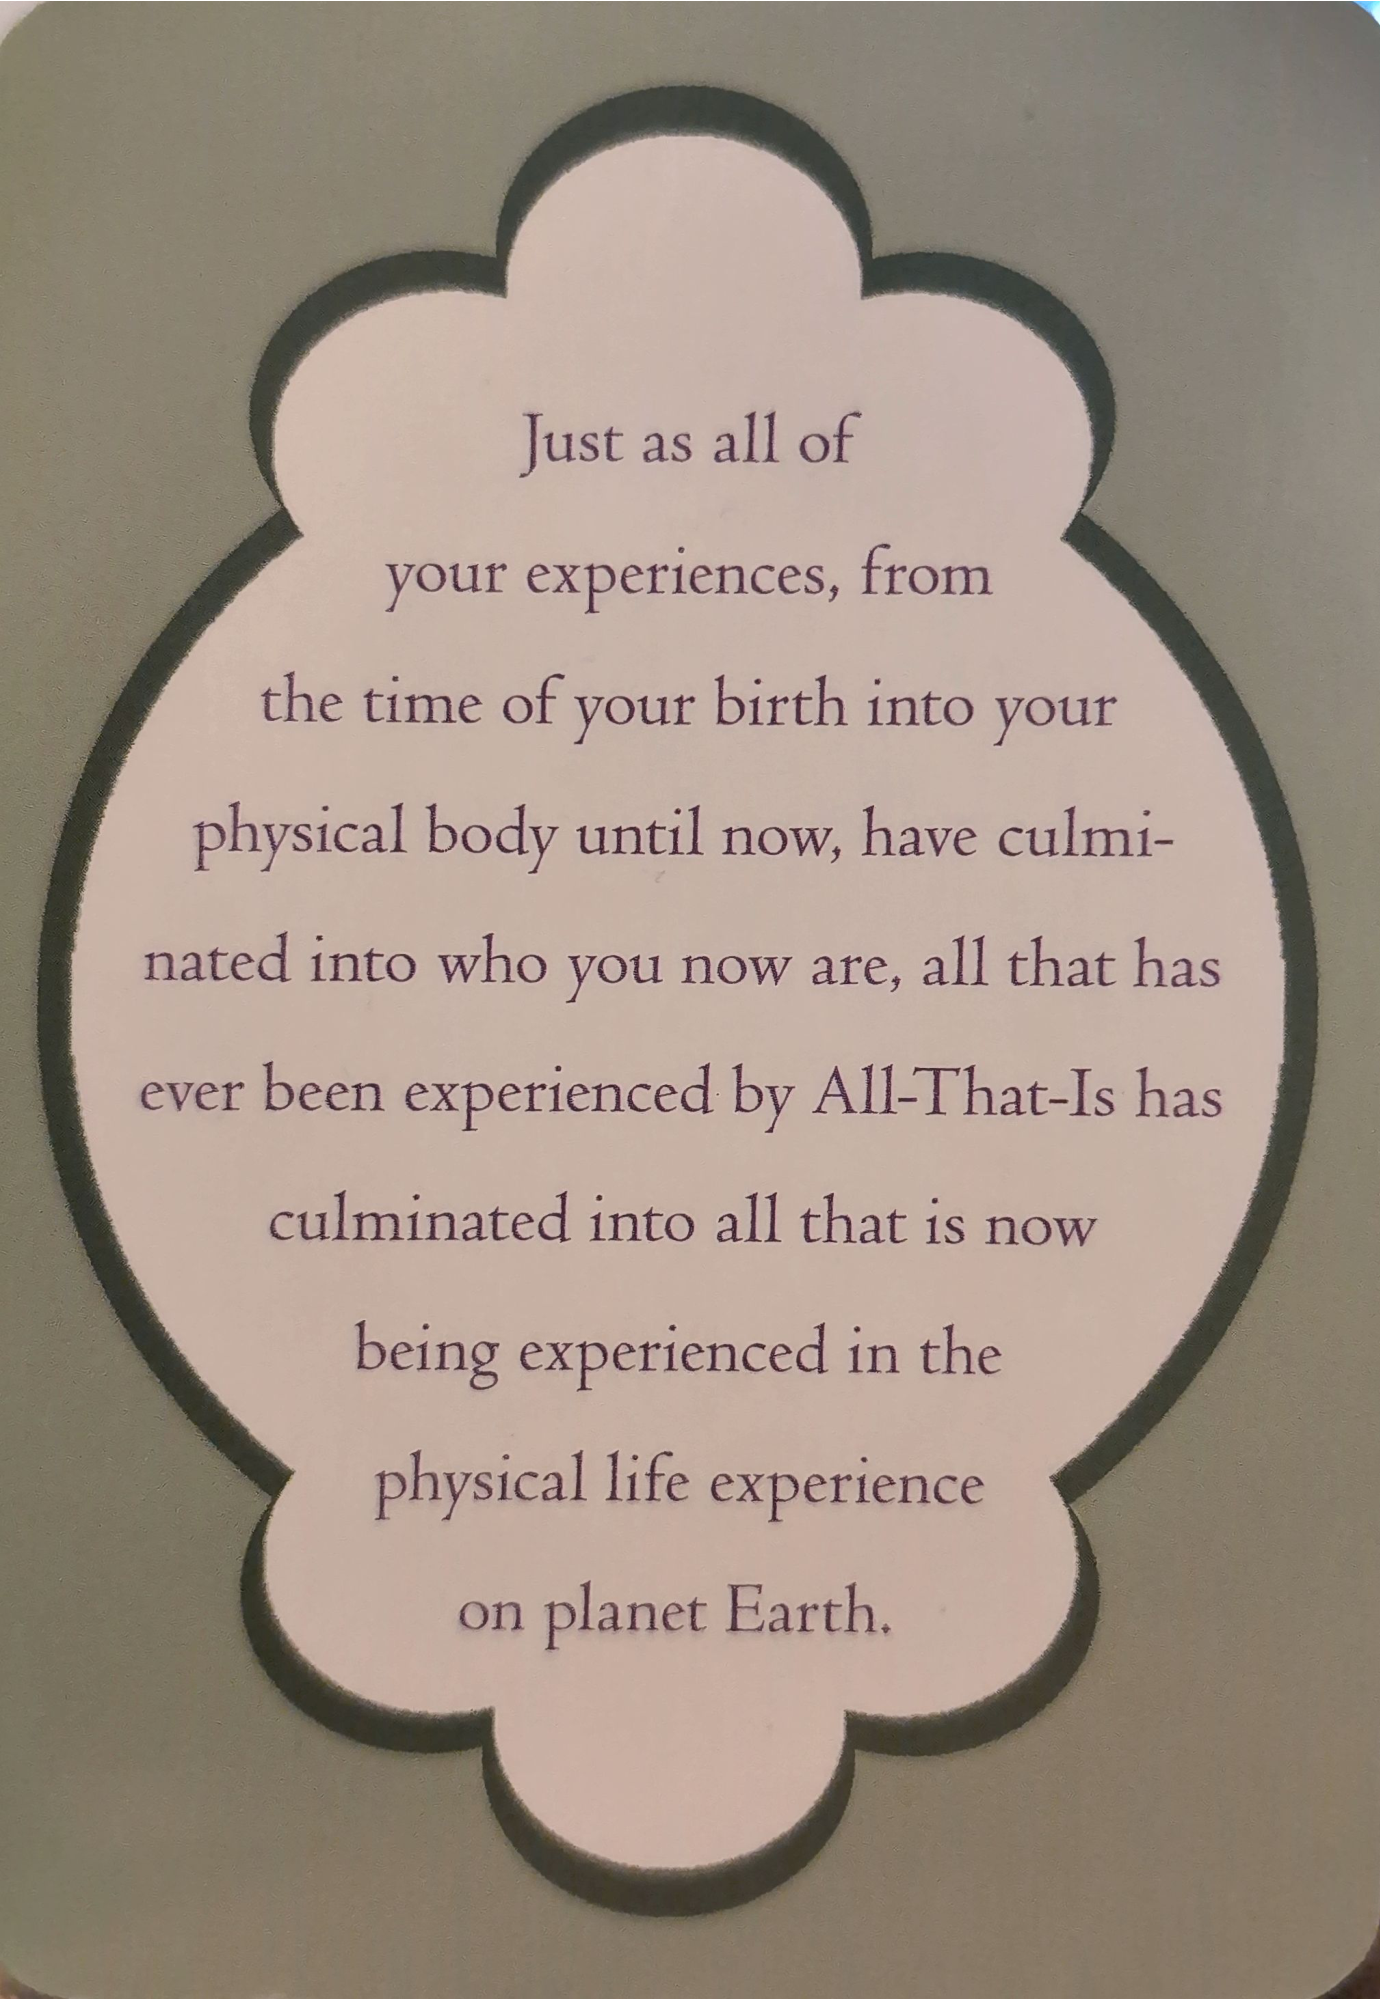 Just as all of
your experiences, from
the time of your birth into your
physical body until now, have culmi-
nated into who you now are, all that has
ever been experienced by All-That-Is has
culminated into all that is now
being experienced in the
physical life experience
on planet Earth.